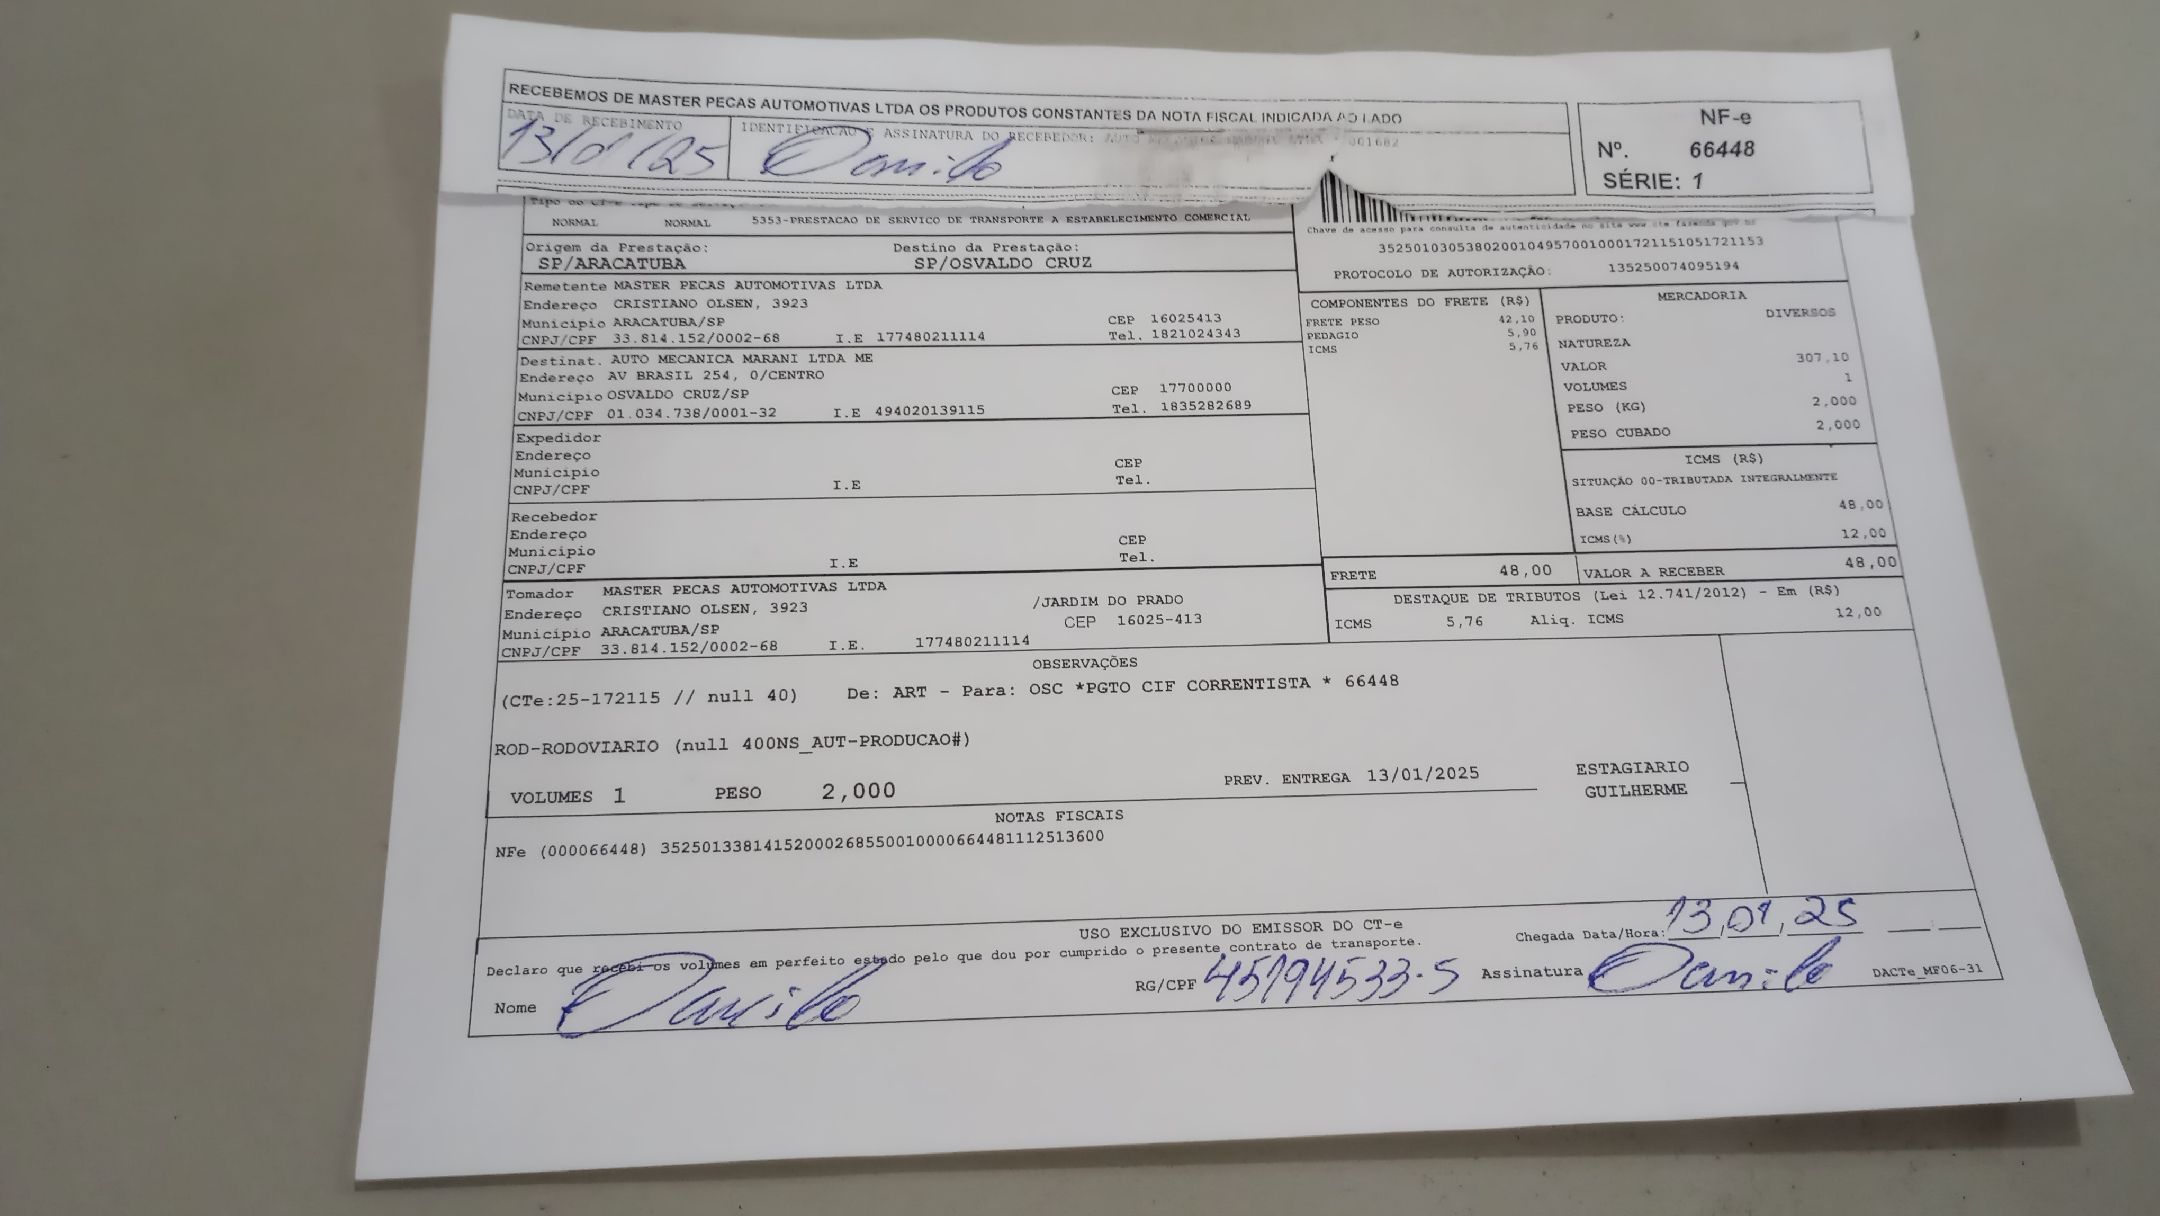 RECEBEMOS DE MASTER PECAS AUTOMOTIVAS LTDA OS PRODUTOS CONSTANTES DA NOTA FISCAL INDICADA AO LADO
DATA DE RECEBIMENTO
13/01/25
IDENTIFICACAO E ASSINATURA DO RECEBEDOR: 001682
Danilo
NF-e
Nº. 66448
SÉRIE: 1
NORMAL NORMAL 5353-PRESTACAO DE SERVICO DE TRANSPORTE A ESTABELECIMENTO COMERCIAL
Chave de acesso para consulta de autenticidade no site www.cte.fazenda.gov.br
35250103053802001049570010001721151051721153
PROTOCOLO DE AUTORIZAÇÃO: 135250074095194
Origem da Prestação: Destino da Prestação:
SP/ARACATUBA SP/OSVALDO CRUZ
Remetente MASTER PECAS AUTOMOTIVAS LTDA
Endereço CRISTIANO OLSEN, 3923
Municipio ARACATUBA/SP CEP 16025413
CNPJ/CPF 33.814.152/0002-68 I.E 177480211114 Tel. 1821024343
Destinat. AUTO MECANICA MARANI LTDA ME
Endereço AV BRASIL 254, 0/CENTRO
Municipio OSVALDO CRUZ/SP CEP 17700000
CNPJ/CPF 01.034.738/0001-32 I.E 494020139115 Tel. 1835282689
Expedidor
Endereço
Municipio CEP
CNPJ/CPF I.E Tel.
Recebedor
Endereço
Municipio CEP
CNPJ/CPF I.E Tel.
Tomador MASTER PECAS AUTOMOTIVAS LTDA
Endereço CRISTIANO OLSEN, 3923 /JARDIM DO PRADO
Municipio ARACATUBA/SP CEP 16025-413
CNPJ/CPF 33.814.152/0002-68 I.E. 177480211114
COMPONENTES DO FRETE (R$)
FRETE PESO 42,10
PEDAGIO 5,90
ICMS 5,76
MERCADORIA
PRODUTO: DIVERSOS
NATUREZA
VALOR 307,10
VOLUMES 1
PESO (KG) 2,000
PESO CUBADO 2,000
ICMS (R$)
SITUAÇÃO 00-TRIBUTADA INTEGRALMENTE
BASE CÁLCULO 48,00
ICMS(%) 12,00
FRETE 48,00 VALOR A RECEBER 48,00
DESTAQUE DE TRIBUTOS (Lei 12.741/2012) - Em (R$)
ICMS 5,76 Aliq. ICMS 12,00
OBSERVAÇÕES
(CTe:25-172115 // null 40) De: ART - Para: OSC *PGTO CIF CORRENTISTA * 66448
ROD-RODOVIARIO (null 400NS_AUT-PRODUCAO#)
VOLUMES 1 PESO 2,000 PREV. ENTREGA 13/01/2025
ESTAGIARIO
GUILHERME
NOTAS FISCAIS
NFe (000066448) 35250133814152000268550010000664481112513600
USO EXCLUSIVO DO EMISSOR DO CT-e
Declaro que recebi os volumes em perfeito estado pelo que dou por cumprido o presente contrato de transporte.
Chegada Data/Hora: 13,01,25
Nome Danilo RG/CPF 45194533-5 Assinatura Danilo DACTe_MF06-31